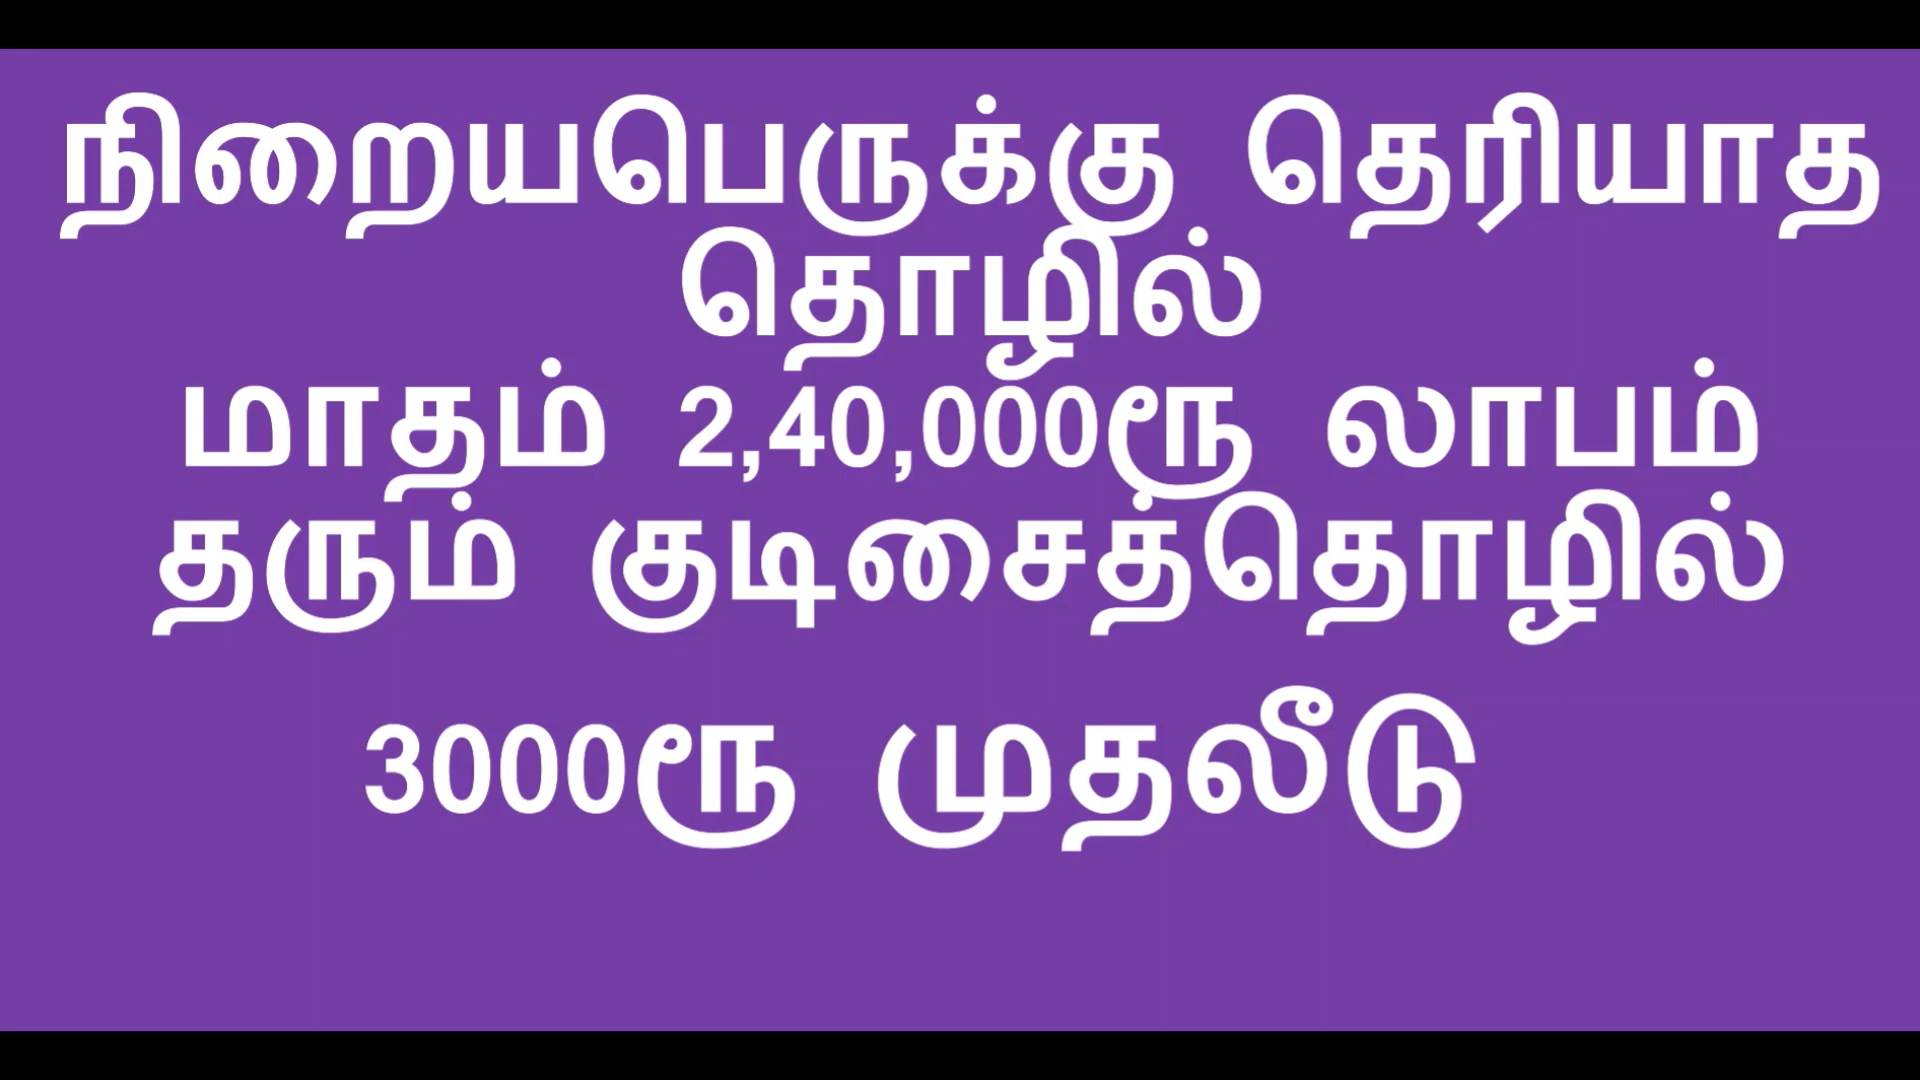 நிறையபெருக்கு தெரியாத
தொழில்
மாதம் 2,40,000ரூ லாபம்
தரும் குடிசைத்தொழில்
3000ரூ முதலீடு